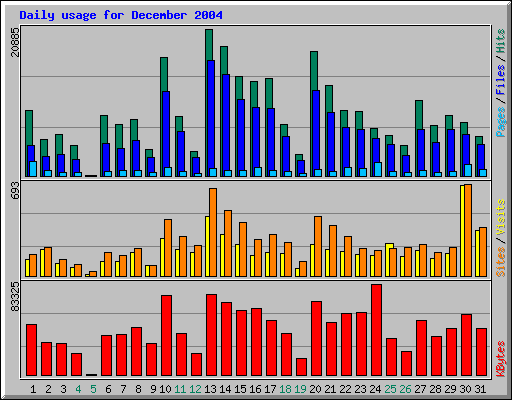 Daily usage for December 2004
20885
Pages / Files / Hits
693
Sites / Visits
83325
KBytes
1 2 3 4 5 6 7 8 9 10 11 12 13 14 15 16 17 18 19 20 21 22 23 24 25 26 27 28 29 30 31